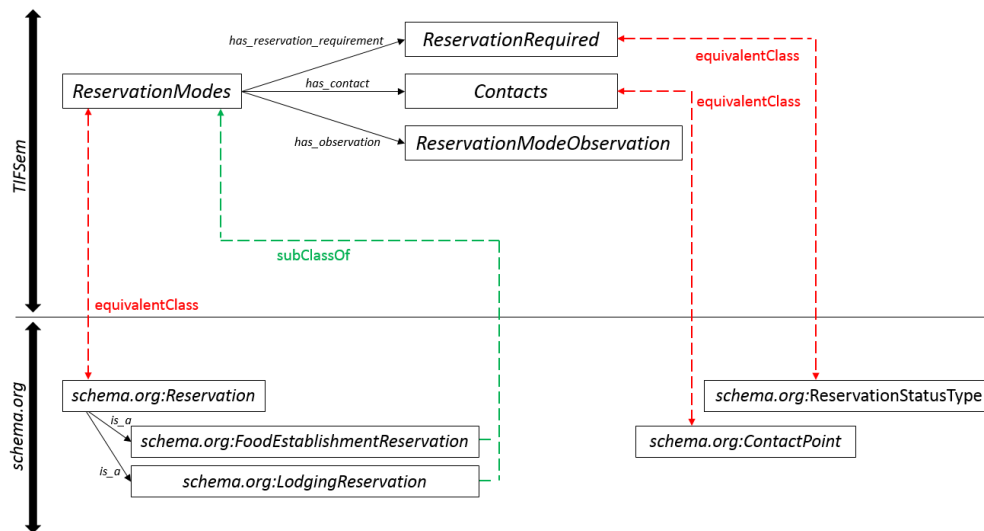 TIFSem
has_reservation_requirement
ReservationRequired
equivalentClass
ReservationModes
has_contact
Contacts
equivalentClass
has_observation
ReservationModeObservation
subClassOf
equivalentClass
schema.org
schema.org:Reservation
schema.org:ReservationStatusType
is_a
schema.org:FoodEstablishmentReservation
schema.org:ContactPoint
is_a
schema.org:LodgingReservation